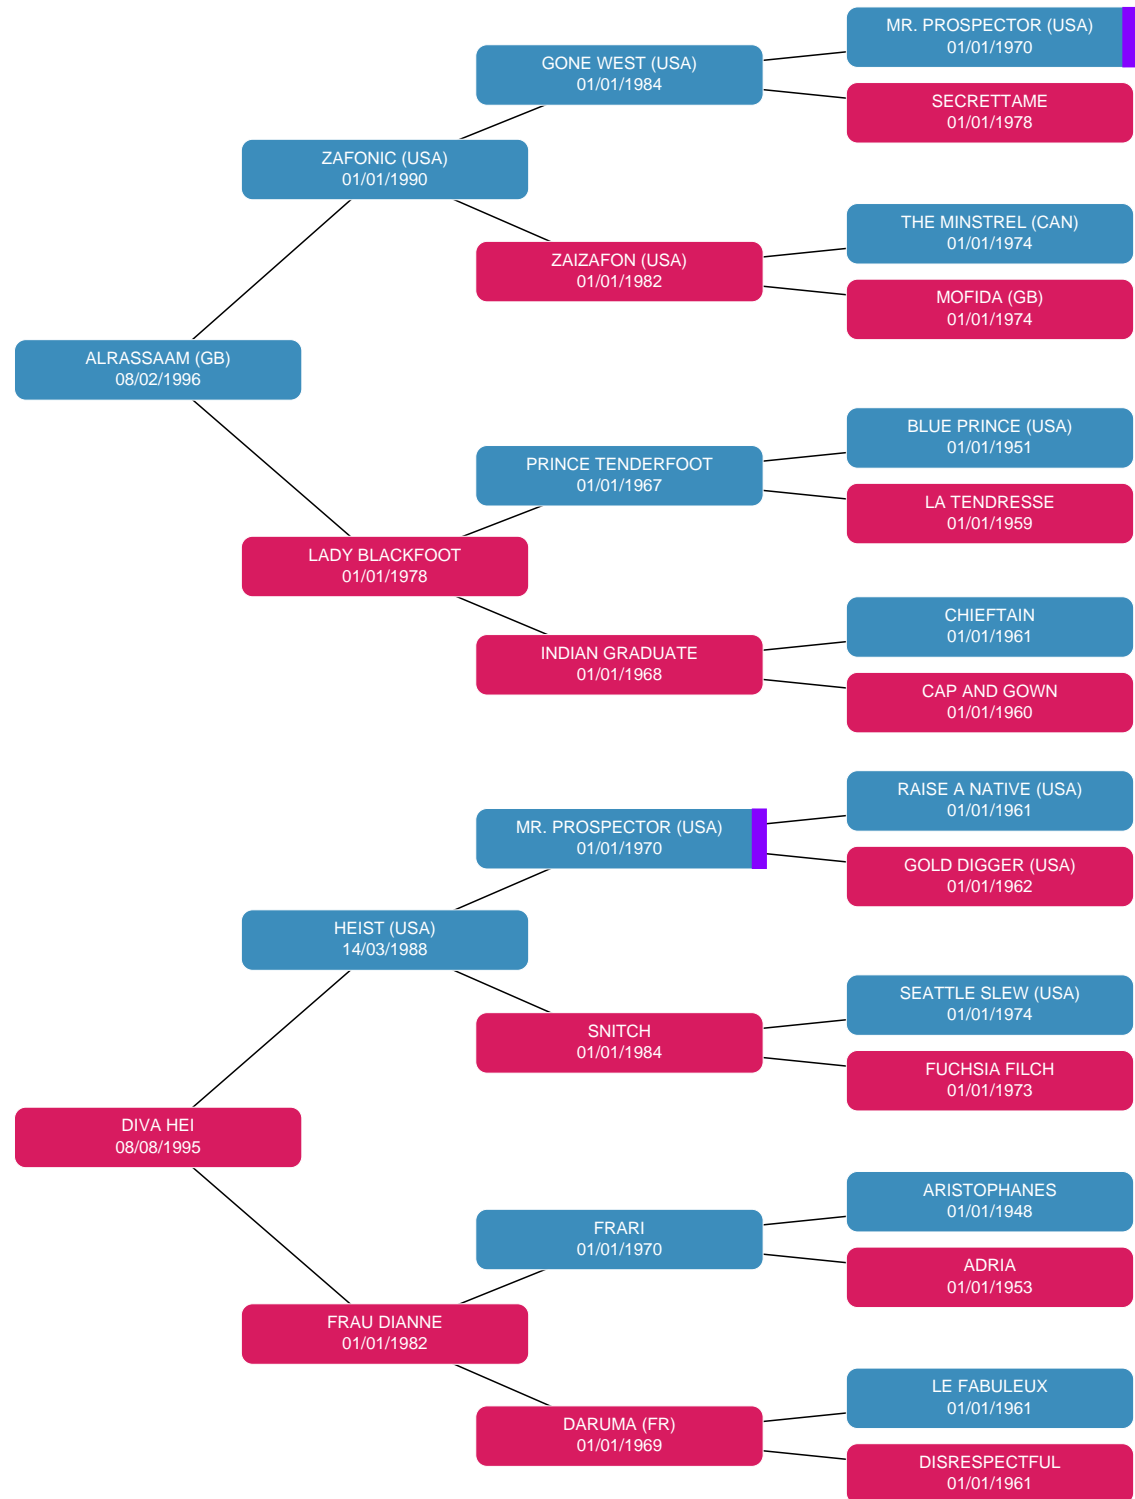 MR. PROSPECTOR (USA)
01/01/1970
GONE WEST (USA)
01/01/1984
SECRETTAME
01/01/1978
ZAFONIC (USA)
01/01/1990
THE MINSTREL (CAN)
01/01/1974
ZAIZAFON (USA)
01/01/1982
MOFIDA (GB)
01/01/1974
ALRASSAAM (GB)
08/02/1996
BLUE PRINCE (USA)
01/01/1951
PRINCE TENDERFOOT
01/01/1967
LA TENDRESSE
01/01/1959
LADY BLACKFOOT
01/01/1978
CHIEFTAIN
01/01/1961
INDIAN GRADUATE
01/01/1968
CAP AND GOWN
01/01/1960
RAISE A NATIVE (USA)
01/01/1961
MR. PROSPECTOR (USA)
01/01/1970
GOLD DIGGER (USA)
01/01/1962
HEIST (USA)
14/03/1988
SEATTLE SLEW (USA)
01/01/1974
SNITCH
01/01/1984
FUCHSIA FILCH
01/01/1973
DIVA HEI
08/08/1995
ARISTOPHANES
01/01/1948
FRARI
01/01/1970
ADRIA
01/01/1953
FRAU DIANNE
01/01/1982
LE FABULEUX
01/01/1961
DARUMA (FR)
01/01/1969
DISRESPECTFUL
01/01/1961